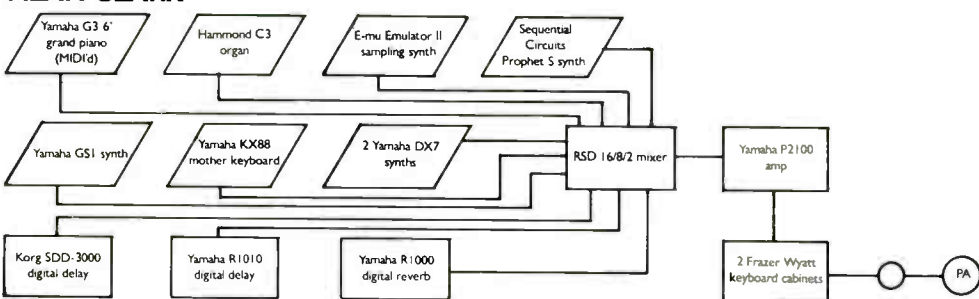 Yamaha G3 6'
grand piano
(MIDI'd)
Hammond C3
organ
E-mu Emulator II
sampling synth
Sequential
Circuits
Prophet 5 synth
Yamaha GS1 synth
Yamaha KX88
mother keyboard
2 Yamaha DX7
synths
RSD 16/8/2 mixer
Yamaha P2100
amp
Korg SDD-3000
digital delay
Yamaha R1010
digital delay
Yamaha R1000
digital reverb
2 Frazer Wyatt
keyboard cabinets
PA